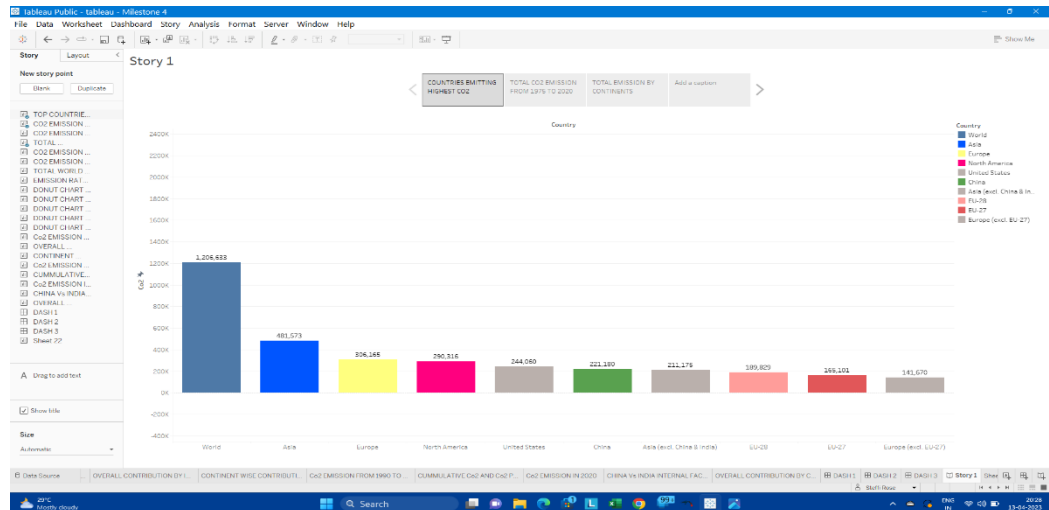 Tableau Public - tableau - Milestone 4
File Data Worksheet Dashboard Story Analysis Format Server Window Help
Show Me
Story Layout
New story point
Blank Duplicate
TOP COUNTRIE...
CO2 EMISSION ...
CO2 EMISSION...
TOTAL ...
CO2 EMISSION ...
CO2 EMISSION ...
TOTAL WORLD...
EMISSION RAT...
DONUT CHART ...
DONUT CHART ...
DONUT CHART ...
DONUT CHART ...
DONUT CHART ...
Co2 EMISSION ...
OVERALL ...
CONTINENT ...
Co2 EMISSION ...
CUMMULATIVE...
Co2 EMISSION I...
CHINA Vs INDIA...
OVERALL...
DASH 1
DASH 2
DASH 3
Sheet 22
A Drag to add text
Show title
Size
Automatic
Story 1
COUNTRIES EMITTING HIGHEST CO2
TOTAL CO2 EMISSION FROM 1975 TO 2020
TOTAL EMISSION BY CONTINENTS
Add a caption
Country
Co2
2400K
2200K
2000K
1800K
1600K
1400K
1200K
1000K
800K
600K
400K
200K
0K
-200K
-400K
1,206,633
481,573
306,165
290,316
244,060
221,180
211,175
189,829
165,101
141,670
World Asia Europe North America United States China Asia (excl. China & India) EU-28 EU-27 Europe (excl. EU-27)
Country
World
Asia
Europe
North America
United States
China
Asia (excl. China & In..
EU-28
EU-27
Europe (excl. EU-27)
Data Source OVERALL CONTRIBUTION BY I.. CONTINENT WISE CONTRIBUTI.. Co2 EMISSION FROM 1990 TO ... CUMMULATIVE Co2 AND Co2 P... Co2 EMISSION IN 2020 CHINA Vs INDIA INTERNAL FAC.. OVERALL CONTRIBUTION BY C.. DASH 1 DASH 2 DASH 3 Story 1 Shee
Staffi Rose
29°C
Mostly cloudy
Search
99+
ENG
IN
20:28
13-04-2023